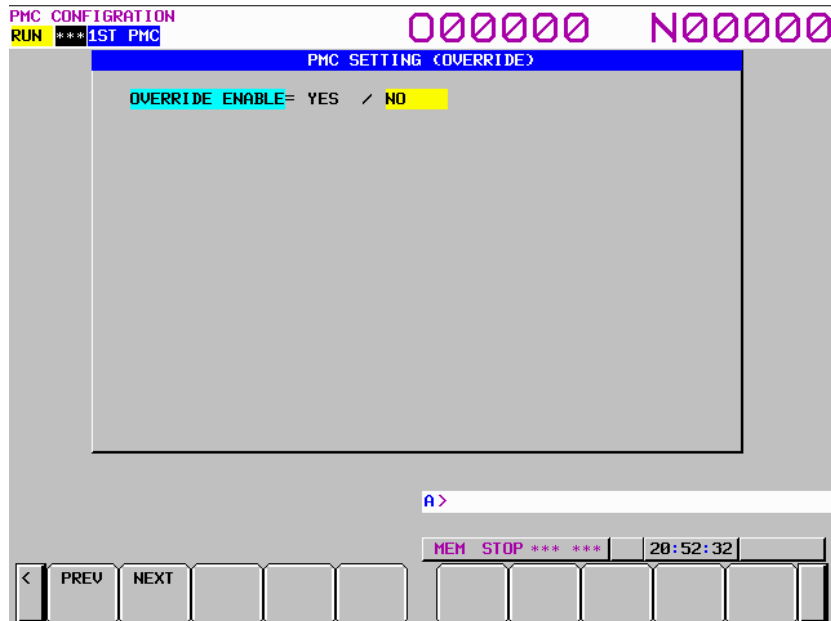 PMC CONFIGRATION
O00000 N00000
RUN ***1ST PMC
PMC SETTING (OVERRIDE)
OVERRIDE ENABLE= YES / NO
A>
MEM STOP *** *** 20:52:32
< PREV NEXT